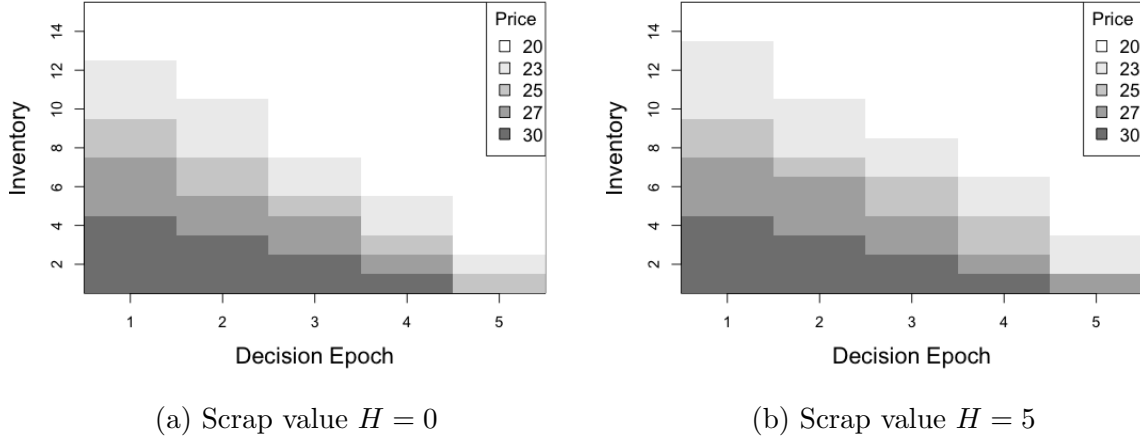 Price
20
23
25
27
30
14
12
10
8
6
4
2
Inventory
1 2 3 4 5
Decision Epoch
(a) Scrap value H = 0
Price
20
23
25
27
30
14
12
10
8
6
4
2
Inventory
1 2 3 4 5
Decision Epoch
(b) Scrap value H = 5